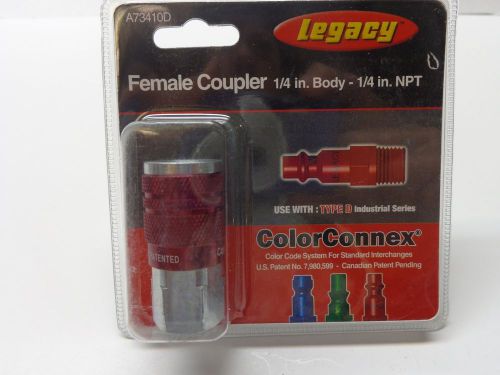 A73410D
Legacy
Female Coupler 1/4 in. Body - 1/4 in. NPT
USE WITH : TYPE D Industrial Series
ColorConnex®
Color Code System For Standard Interchanges
U.S. Patent No. 7,980,599 - Canadian Patent Pending
PATENTED